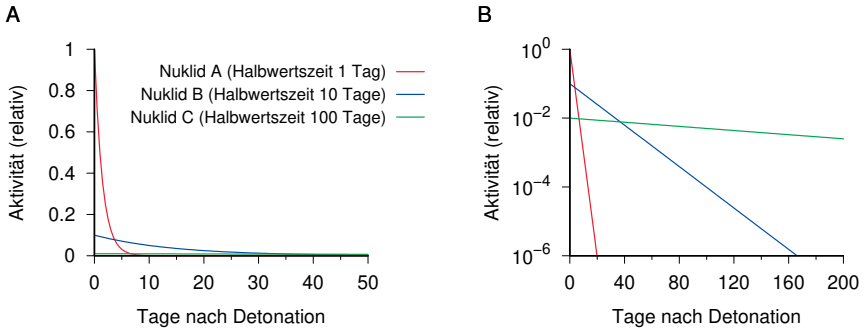 A
Aktivität (relativ)
1
0.8
0.6
0.4
0.2
0
Nuklid A (Halbwertszeit 1 Tag)
Nuklid B (Halbwertszeit 10 Tage)
Nuklid C (Halbwertszeit 100 Tage)
0 10 20 30 40 50
Tage nach Detonation
B
Aktivität (relativ)
10⁰
10⁻²
10⁻⁴
10⁻⁶
0 40 80 120 160 200
Tage nach Detonation